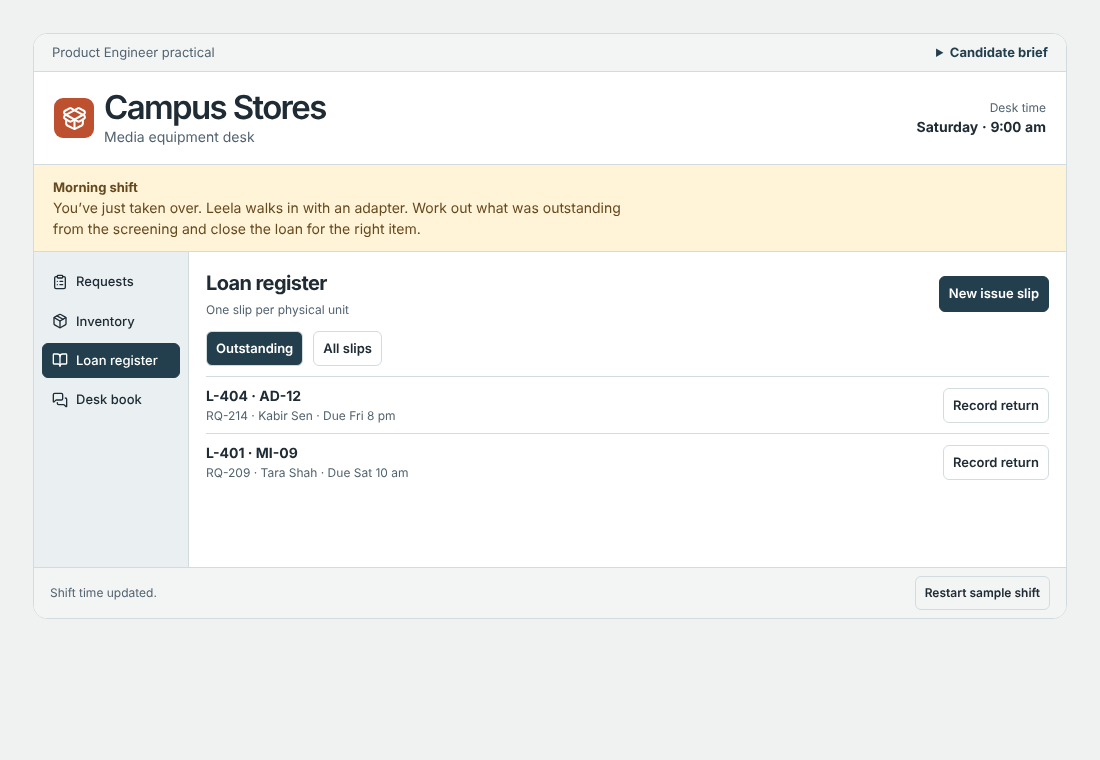 Product Engineer practical
Candidate brief
Campus Stores
Media equipment desk
Desk time
Saturday · 9:00 am
Morning shift
You’ve just taken over. Leela walks in with an adapter. Work out what was outstanding
from the screening and close the loan for the right item.
Requests
Inventory
Loan register
Desk book
Loan register
One slip per physical unit
New issue slip
Outstanding
All slips
L-404 · AD-12
RQ-214 · Kabir Sen · Due Fri 8 pm
Record return
L-401 · MI-09
RQ-209 · Tara Shah · Due Sat 10 am
Record return
Shift time updated.
Restart sample shift